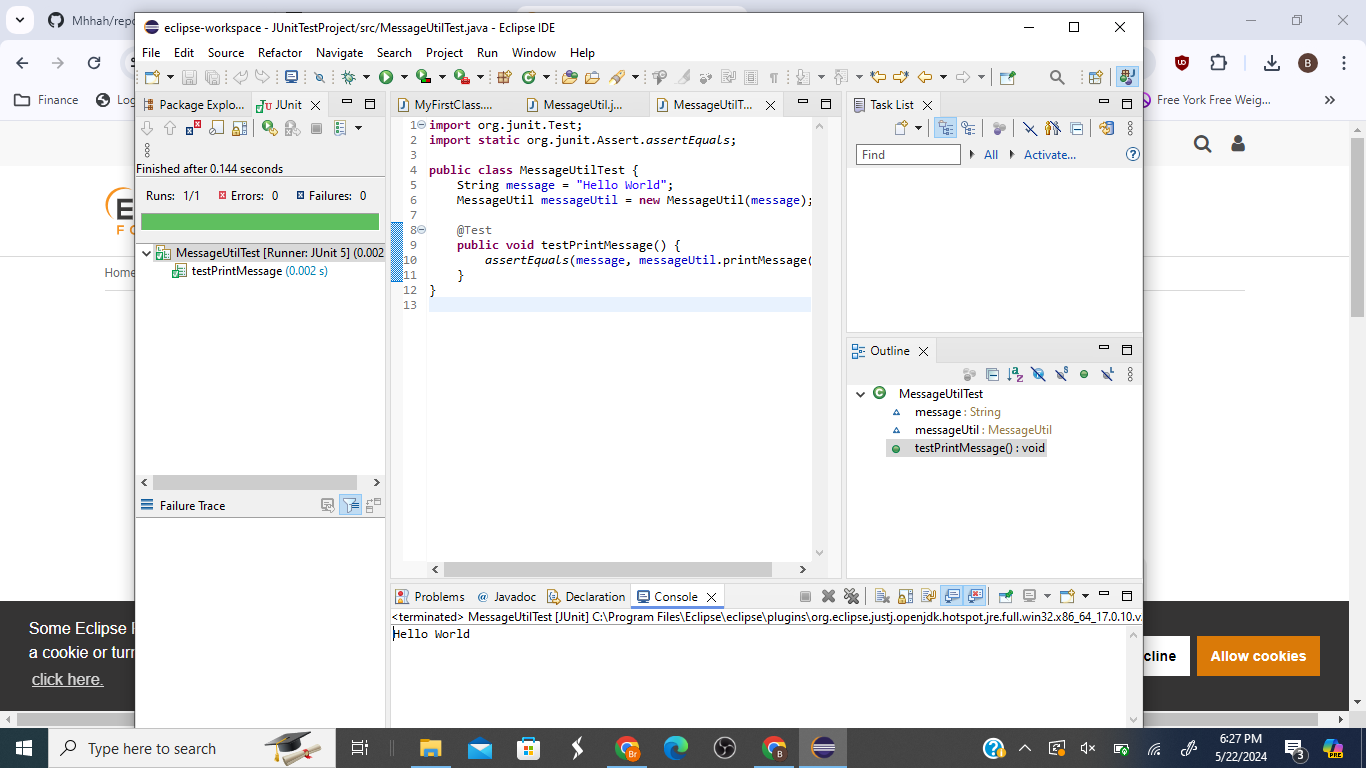 Mhhah/repo
eclipse-workspace - JUnitTestProject/src/MessageUtilTest.java - Eclipse IDE
File Edit Source Refactor Navigate Search Project Run Window Help
B
Finance
Free York Free Weig...
Package Explo...
JUnit
MyFirstClass....
MessageUtil.j...
MessageUtilT...
Task List
Finished after 0.144 seconds
Runs: 1/1 Errors: 0 Failures: 0
MessageUtilTest [Runner: JUnit 5] (0.002
testPrintMessage (0.002 s)
Failure Trace
1 import org.junit.Test;
2 import static org.junit.Assert.assertEquals;
3
4 public class MessageUtilTest {
5 String message = "Hello World";
6 MessageUtil messageUtil = new MessageUtil(message);
7
8 @Test
9 public void testPrintMessage() {
10 assertEquals(message, messageUtil.printMessage(
11 }
12 }
13
Find All Activate...
Outline
MessageUtilTest
message : String
messageUtil : MessageUtil
testPrintMessage() : void
Home
Problems Javadoc Declaration Console
<terminated> MessageUtilTest [JUnit] C:\Program Files\Eclipse\eclipse\plugins\org.eclipse.justj.openjdk.hotspot.jre.full.win32.x86_64_17.0.10.v
Hello World
Some Eclipse
a cookie or turn
click here.
cline
Allow cookies
Type here to search
6:27 PM
5/22/2024
3
PRE